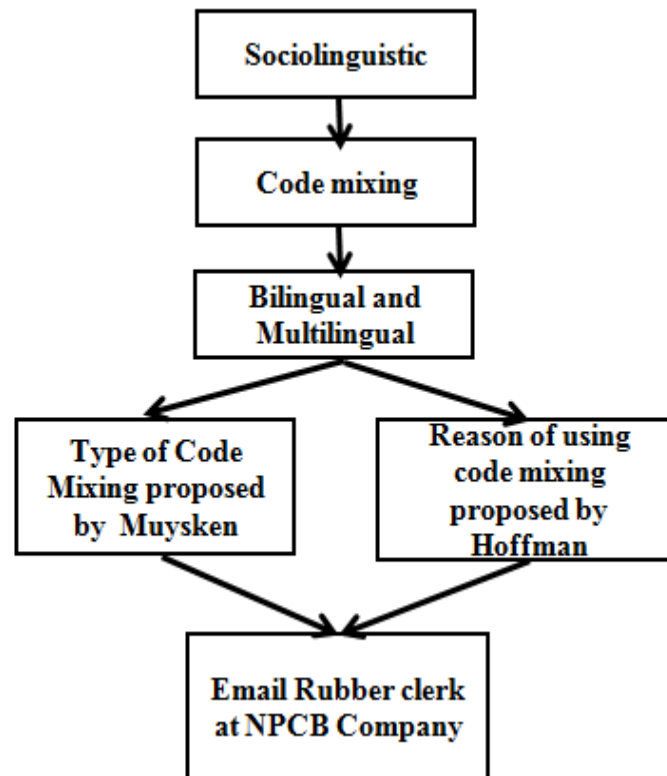 Sociolinguistic
Code mixing
Bilingual and
Multilingual
Type of Code
Mixing proposed
by Muysken
Reason of using
code mixing
proposed by
Hoffman
Email Rubber clerk
at NPCB Company